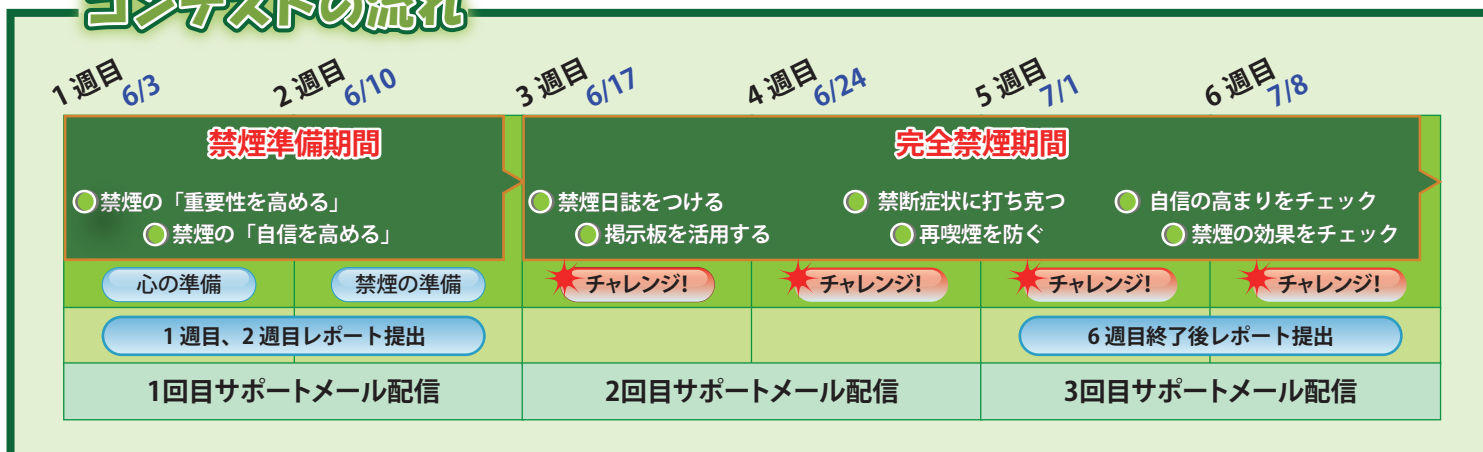 コンテストの流れ
1週目 6/3 2週目 6/10 3週目 6/17 4週目 6/24 5週目 7/1 6週目 7/8
禁煙準備期間 完全禁煙期間
禁煙の「重要性を高める」 禁煙日誌をつける 禁断症状に打ち克つ 自信の高まりをチェック
禁煙の「自信を高める」 掲示板を活用する 再喫煙を防ぐ 禁煙の効果をチェック
心の準備 禁煙の準備 チャレンジ! チャレンジ! チャレンジ! チャレンジ!
1週目、2週目レポート提出 6週目終了後レポート提出
1回目サポートメール配信 2回目サポートメール配信 3回目サポートメール配信